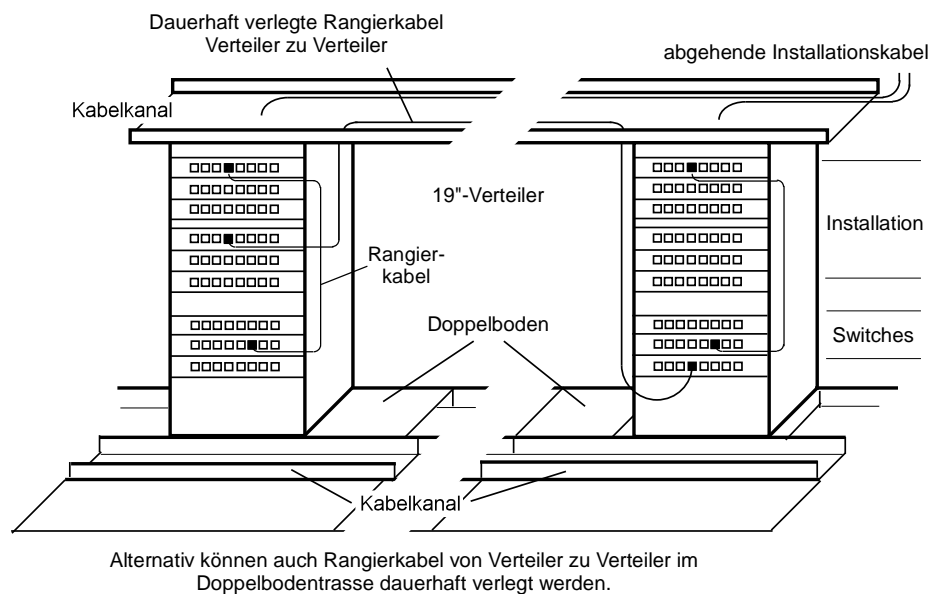 Dauerhaft verlegte Rangierkabel
Verteiler zu Verteiler
abgehende Installationskabel
Kabelkanal
19"-Verteiler
Installation
Rangier-
kabel
Doppelboden
Switches
Kabelkanal
Alternativ können auch Rangierkabel von Verteiler zu Verteiler im
Doppelbodentrasse dauerhaft verlegt werden.